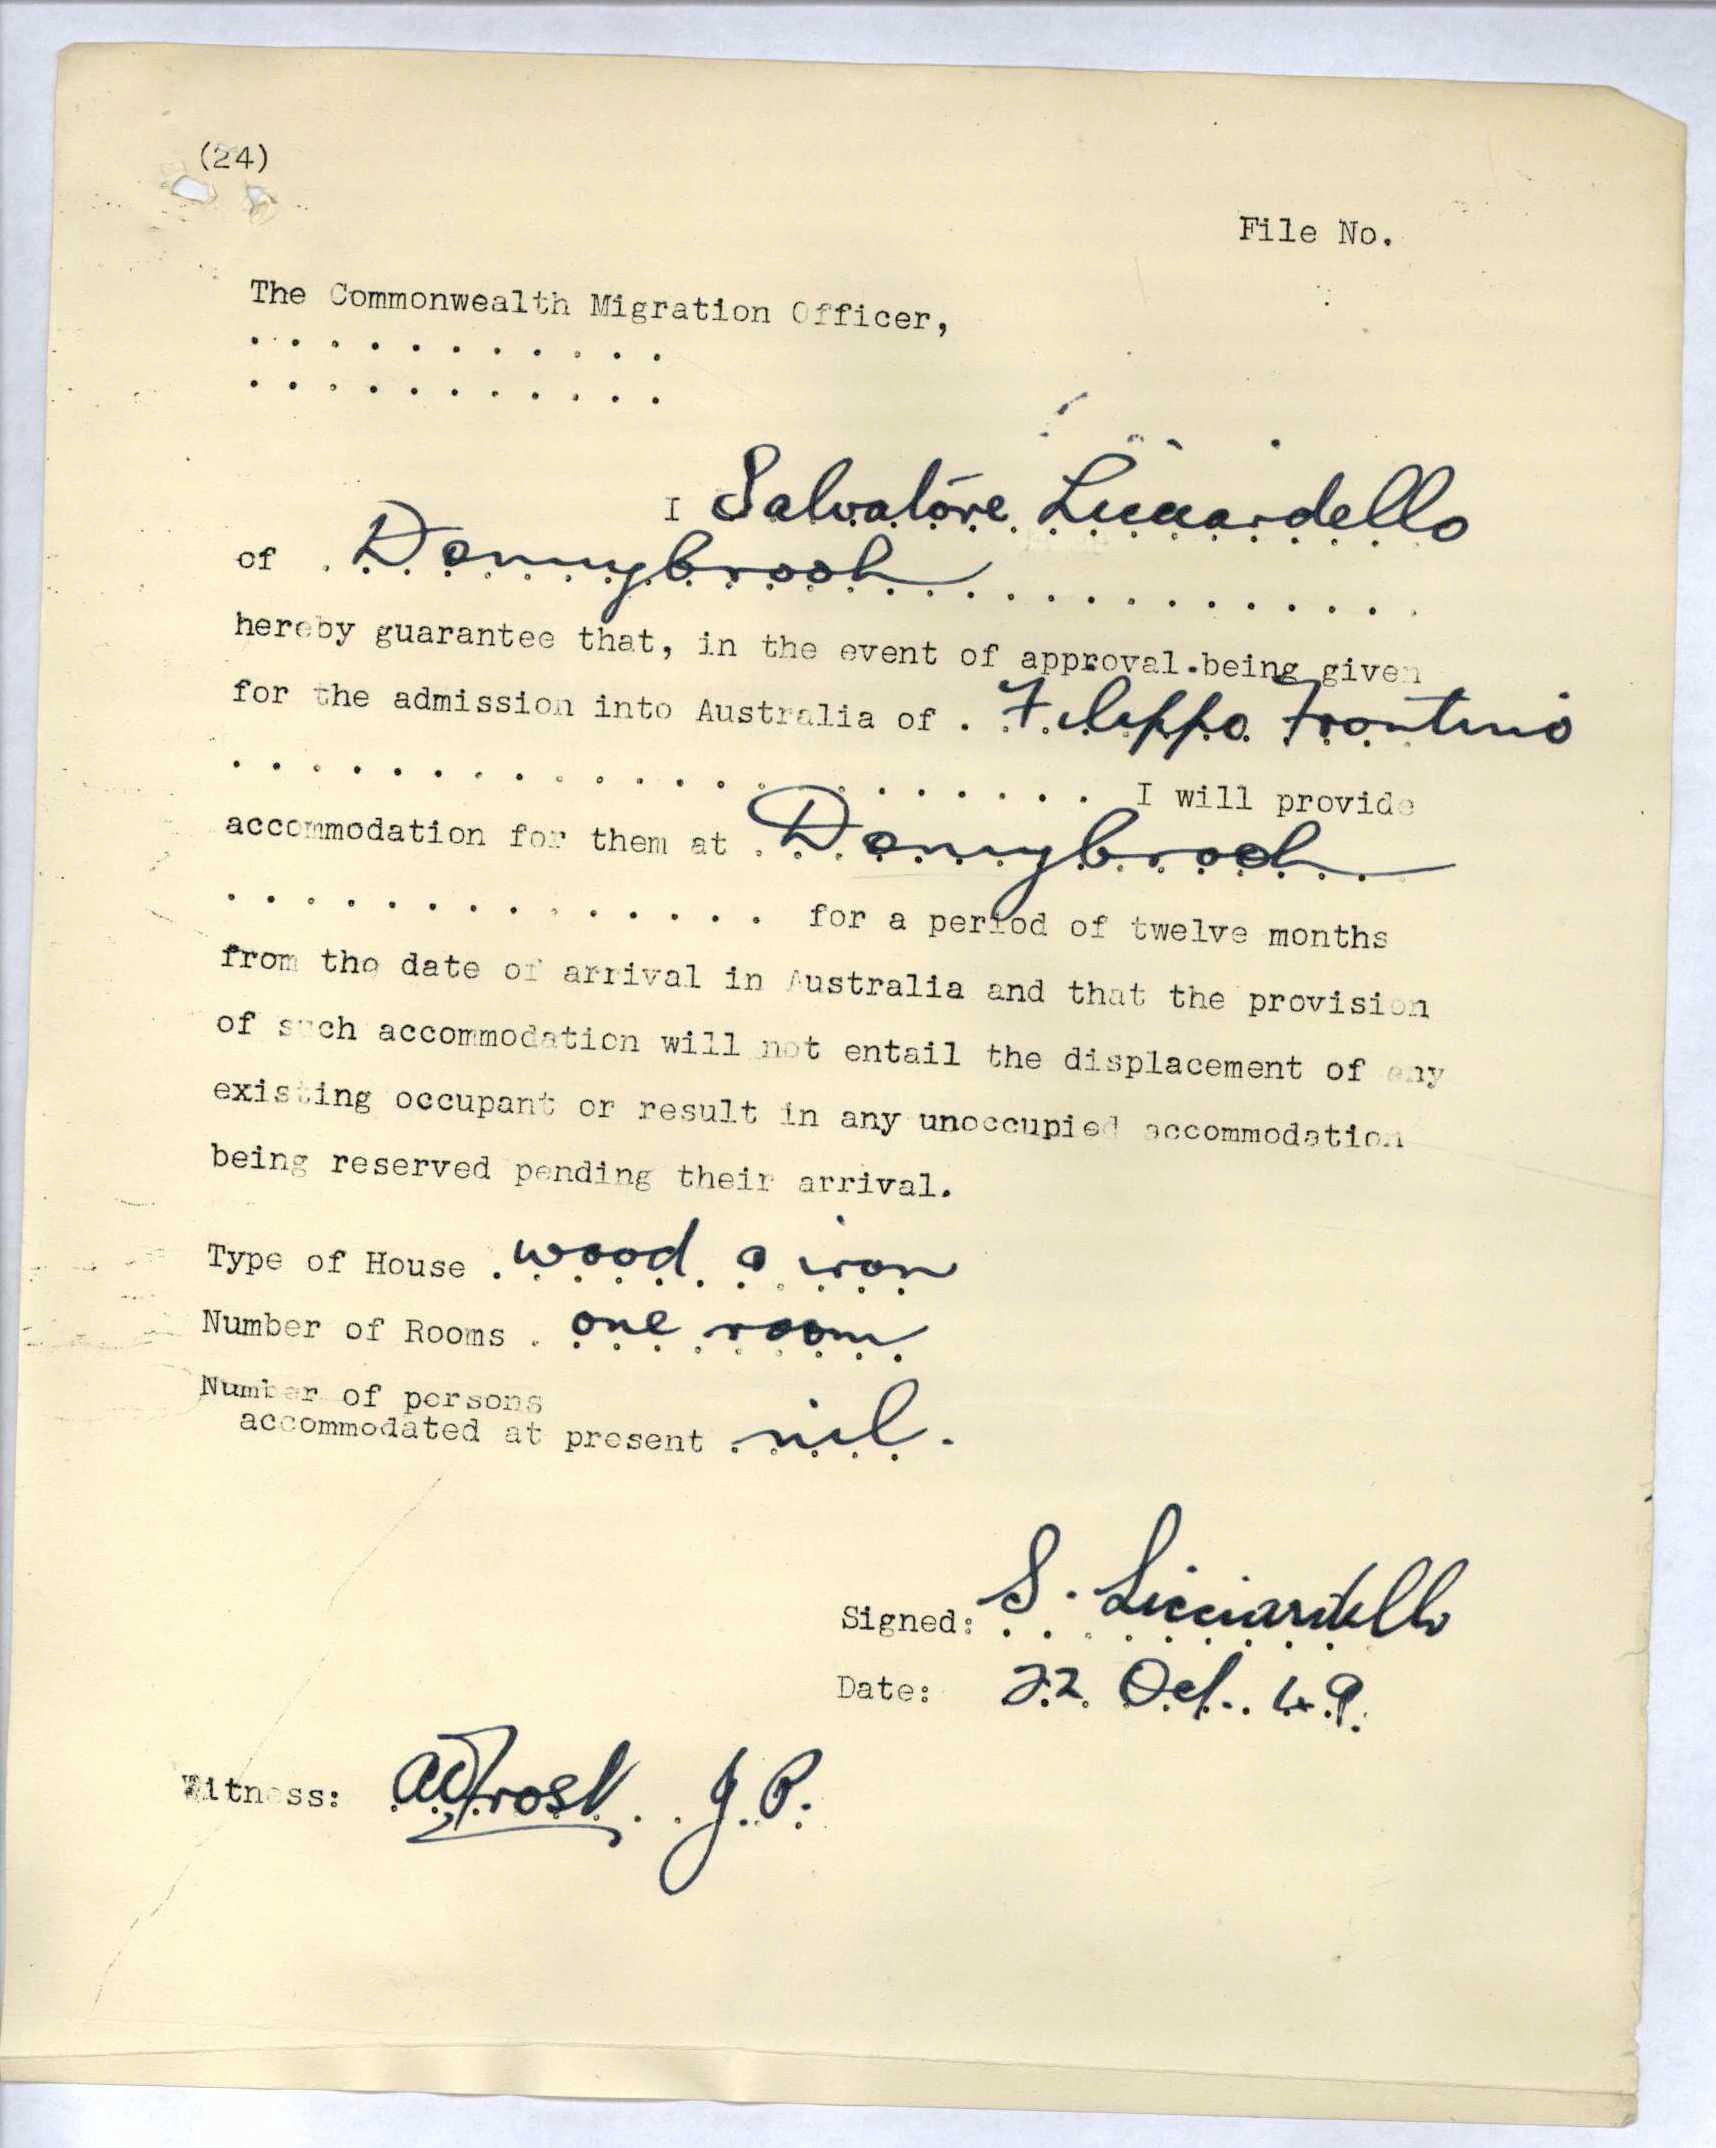 (24)
File No.
The Commonwealth Migration Officer,
. . . . . . . . . . .
. . . . . . . . . . .
I Salvatore Licciardello
of . Donnybrook . . . . . . . . . . . .
hereby guarantee that, in the event of approval.being given
for the admission into Australia of . Filippo Frontino
. . . . . . . . . . . . . . . . . . . . . . I will provide
accommodation for them at . Donnybrook
. . . . . . . . . . . . . . for a period of twelve months
from the date of arrival in Australia and that the provision
of such accommodation will not entail the displacement of any
existing occupant or result in any unoccupied accommodation
being reserved pending their arrival.
Type of House . wood & iron
Number of Rooms . one room
Number of persons
accommodated at present . nil.
Signed: S. Licciardello
Date: 22 Oct. 49.
Witness: Frost . . J.P.